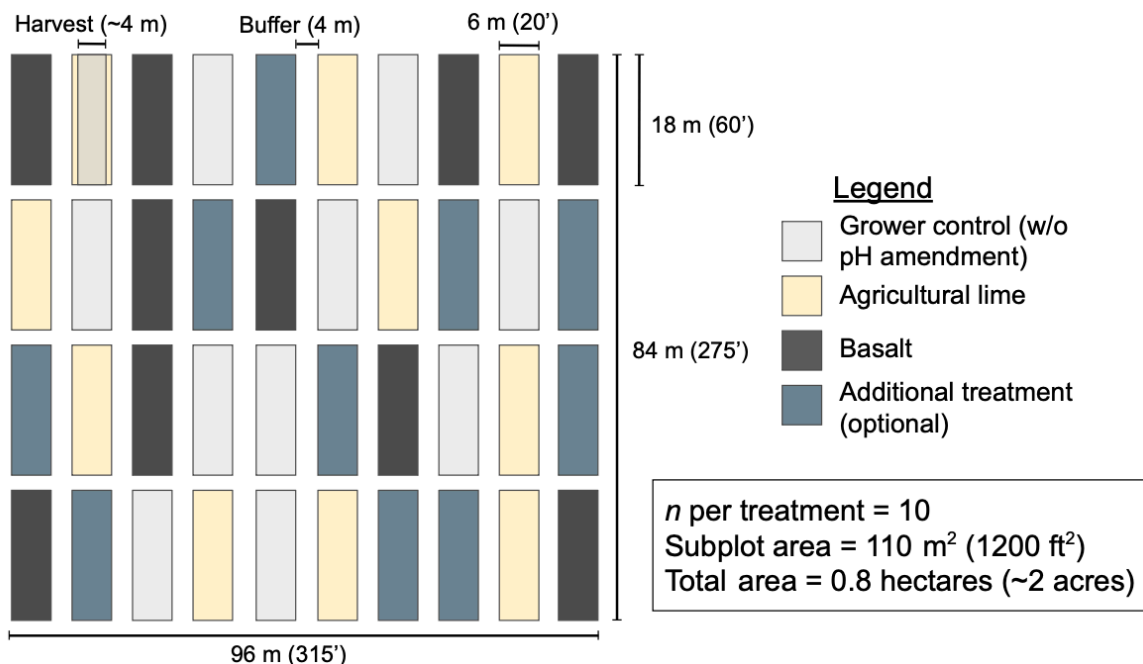 Harvest (~4 m)
Buffer (4 m)
6 m (20’)
18 m (60’)
84 m (275’)
96 m (315’)
Legend
Grower control (w/o
pH amendment)
Agricultural lime
Basalt
Additional treatment
(optional)
n per treatment = 10
Subplot area = 110 m² (1200 ft²)
Total area = 0.8 hectares (~2 acres)